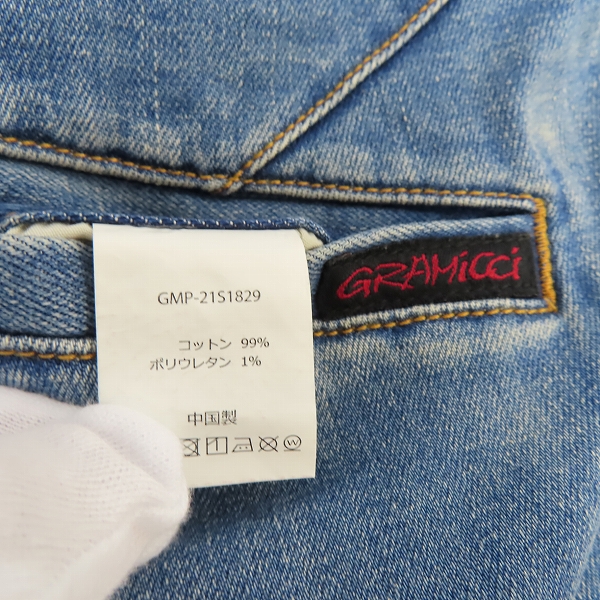 GMP-21S1829
GRAMiCCi
コットン 99%
ポリウレタン 1%
中国製